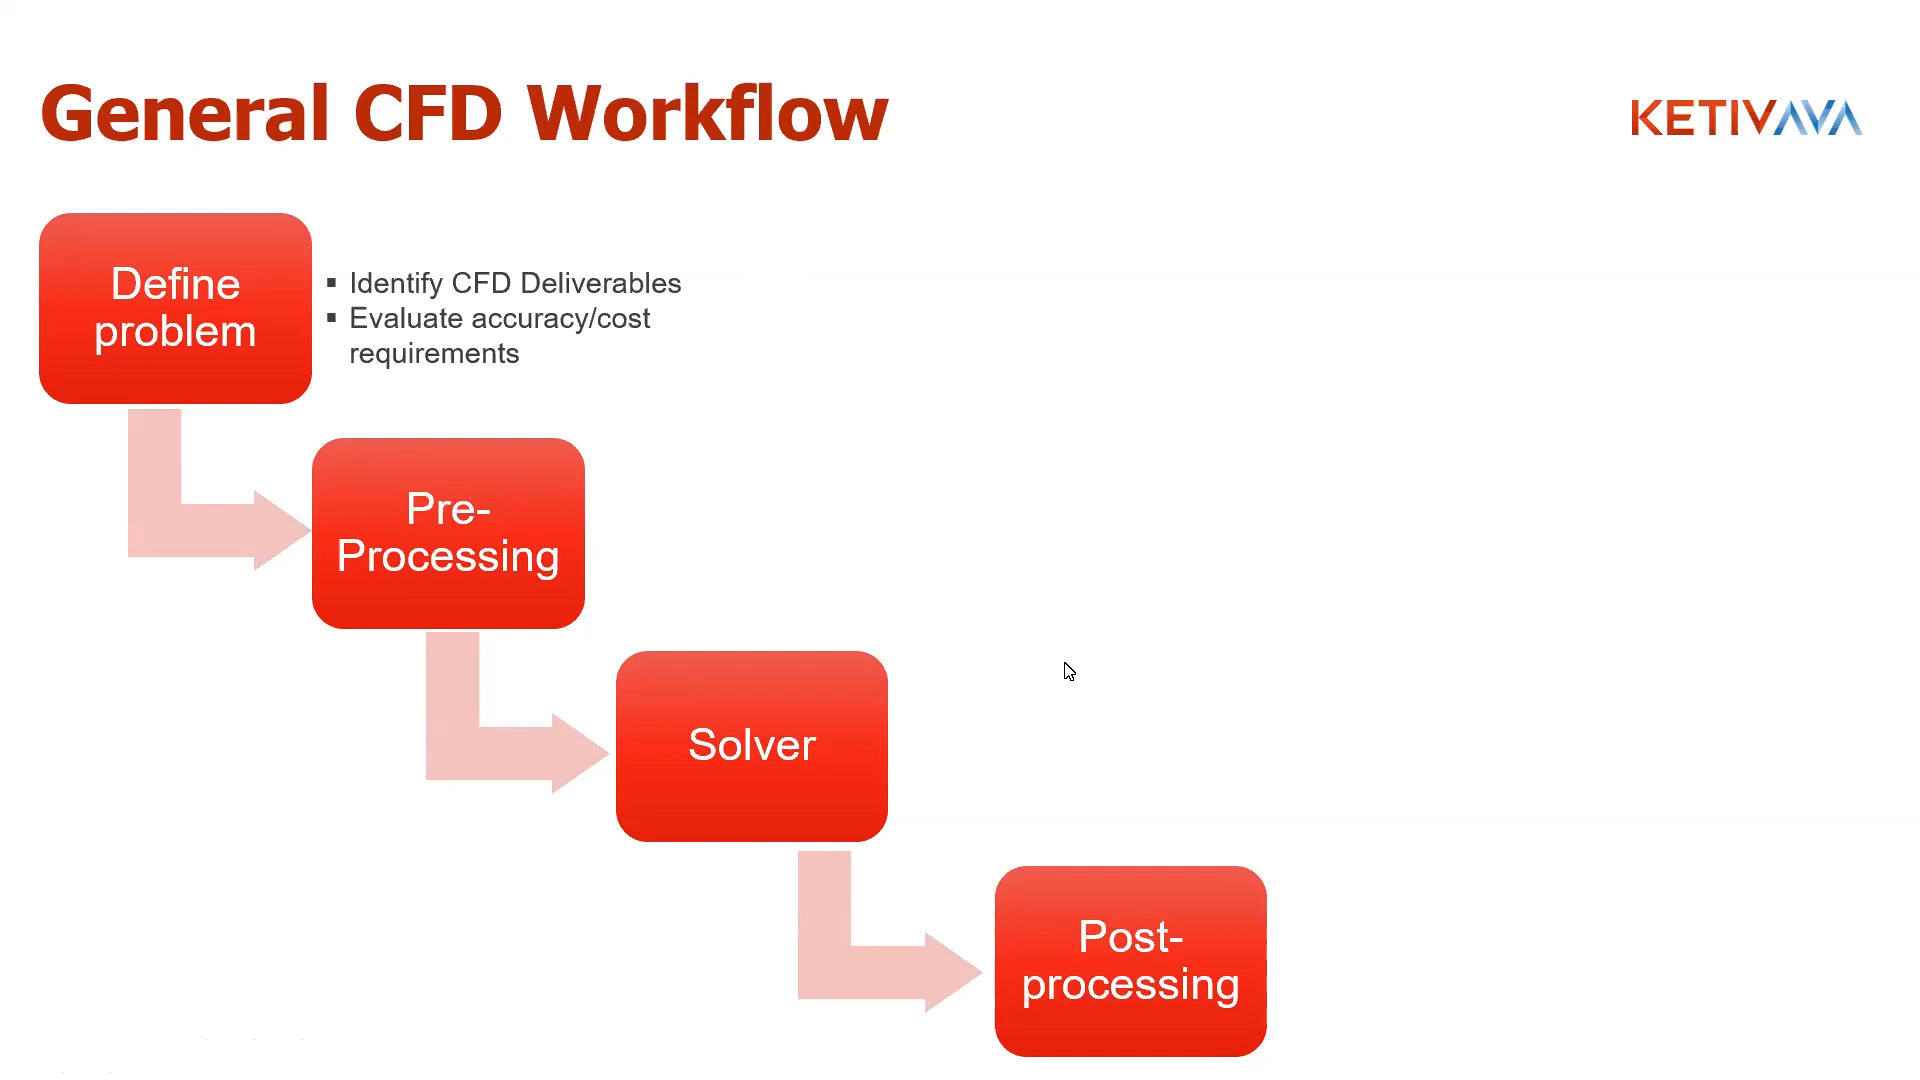 General CFD Workflow
KETIVAVA
Define
problem
▪ Identify CFD Deliverables
▪ Evaluate accuracy/cost
requirements
Pre-
Processing
Solver
Post-
processing